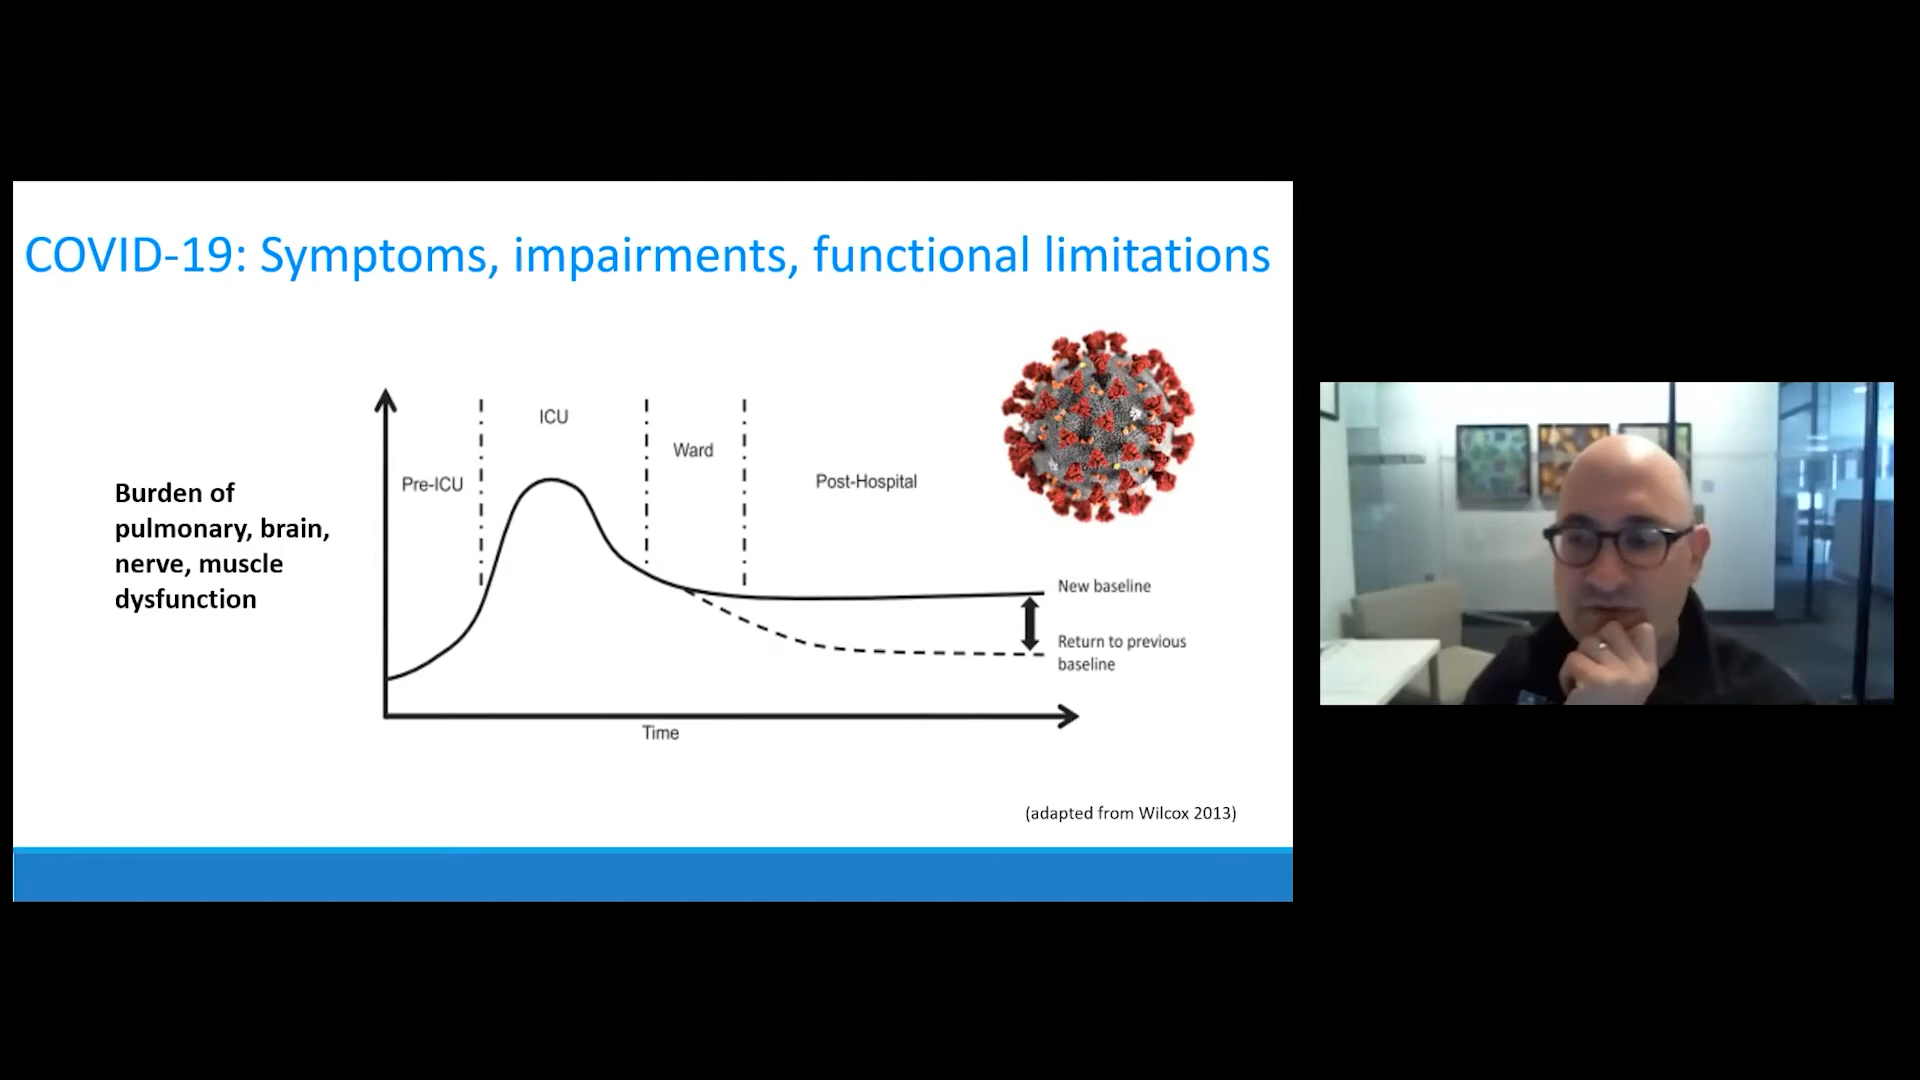 COVID-19: Symptoms, impairments, functional limitations
Burden of
pulmonary, brain,
nerve, muscle
dysfunction
Pre-ICU
ICU
Ward
Post-Hospital
New baseline
Return to previous
baseline
Time
(adapted from Wilcox 2013)